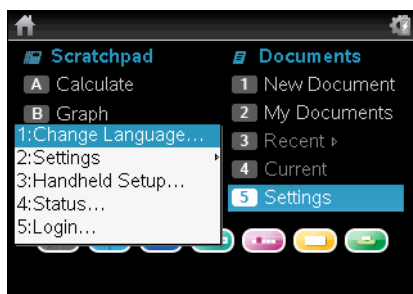 Scratchpad
A Calculate
B Graph
Documents
1 New Document
2 My Documents
3 Recent ▸
4 Current
5 Settings
1:Change Language...
2:Settings ▸
3:Handheld Setup...
4:Status...
5:Login...